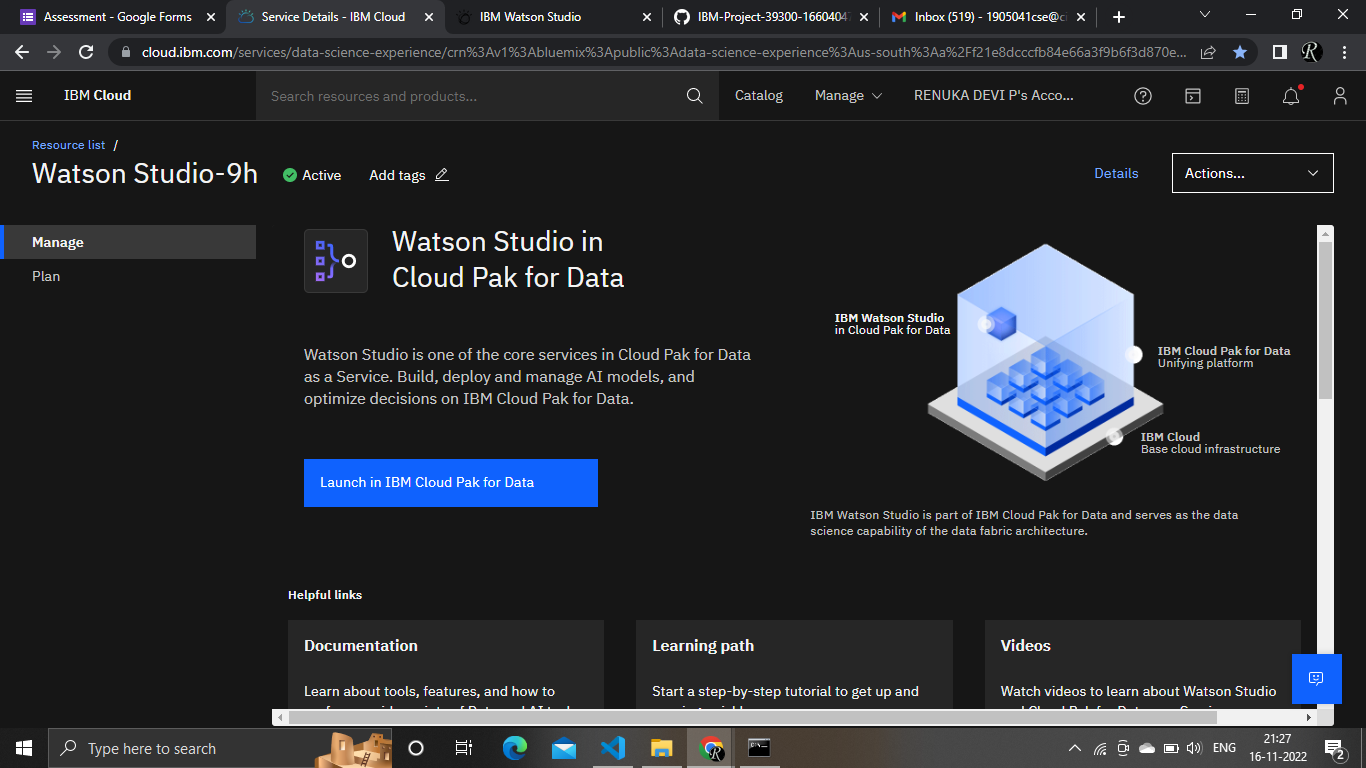 Assessment - Google Forms
Service Details - IBM Cloud
IBM Watson Studio
IBM-Project-39300-16604047
Inbox (519) - 1905041cse@ci
cloud.ibm.com/services/data-science-experience/crn%3Av1%3Abluemix%3Apublic%3Adata-science-experience%3Aus-south%3Aa%2Ff21e8dcccfb84e66a3f9b6f3d870e...
IBM Cloud
Search resources and products...
Catalog
Manage
RENUKA DEVI P's Acco...
Resource list /
Watson Studio-9h
Active
Add tags
Details
Actions...
Manage
Plan
Watson Studio in
Cloud Pak for Data
Watson Studio is one of the core services in Cloud Pak for Data
as a Service. Build, deploy and manage AI models, and
optimize decisions on IBM Cloud Pak for Data.
Launch in IBM Cloud Pak for Data
IBM Watson Studio
in Cloud Pak for Data
IBM Cloud Pak for Data
Unifying platform
IBM Cloud
Base cloud infrastructure
IBM Watson Studio is part of IBM Cloud Pak for Data and serves as the data
science capability of the data fabric architecture.
Helpful links
Documentation
Learn about tools, features, and how to
Learning path
Start a step-by-step tutorial to get up and
Videos
Watch videos to learn about Watson Studio
Type here to search
ENG
21:27
16-11-2022
2